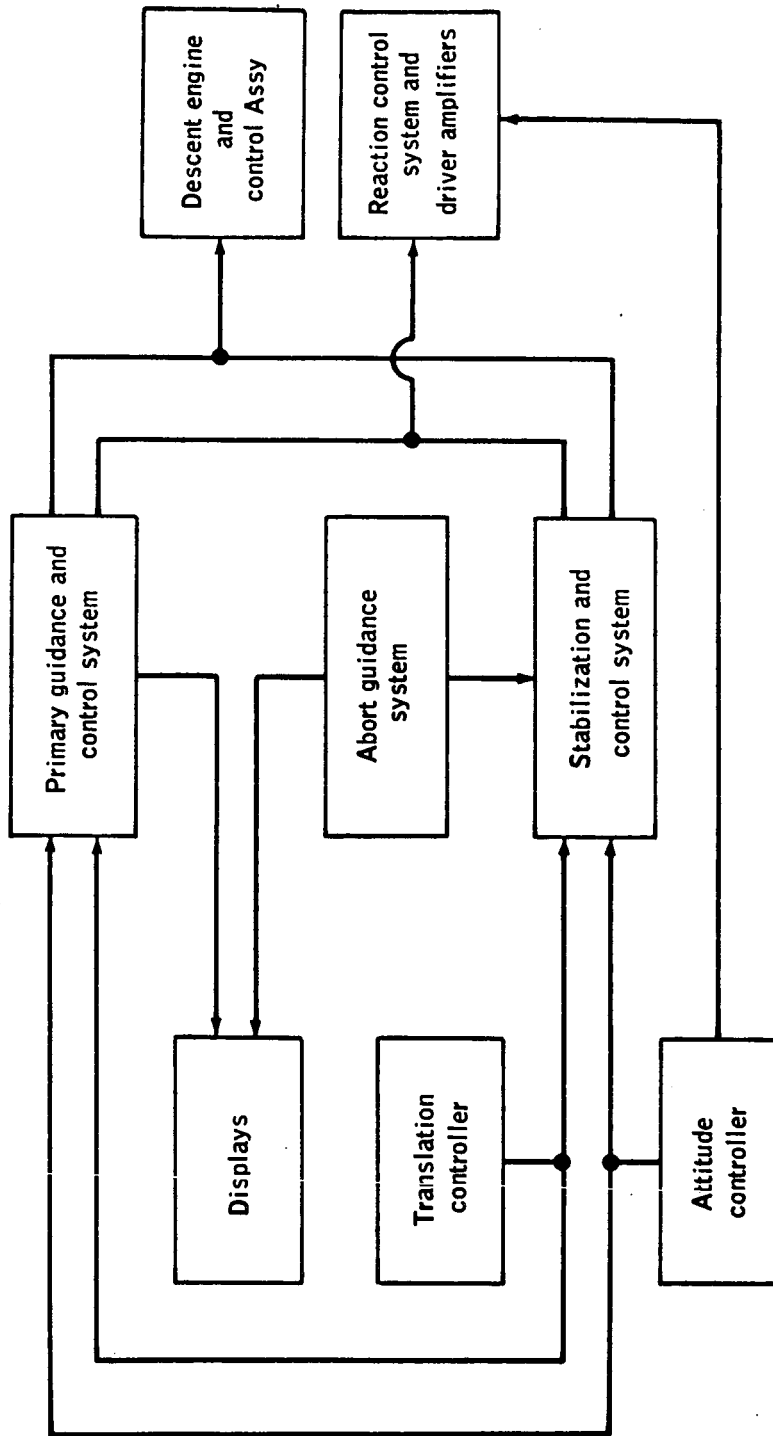 Primary guidance and
control system
Descent engine
and
control Assy
Displays
Abort guidance
system
Reaction control
system and
driver amplifiers
Translation
controller
Stabilization and
control system
Attitude
controller